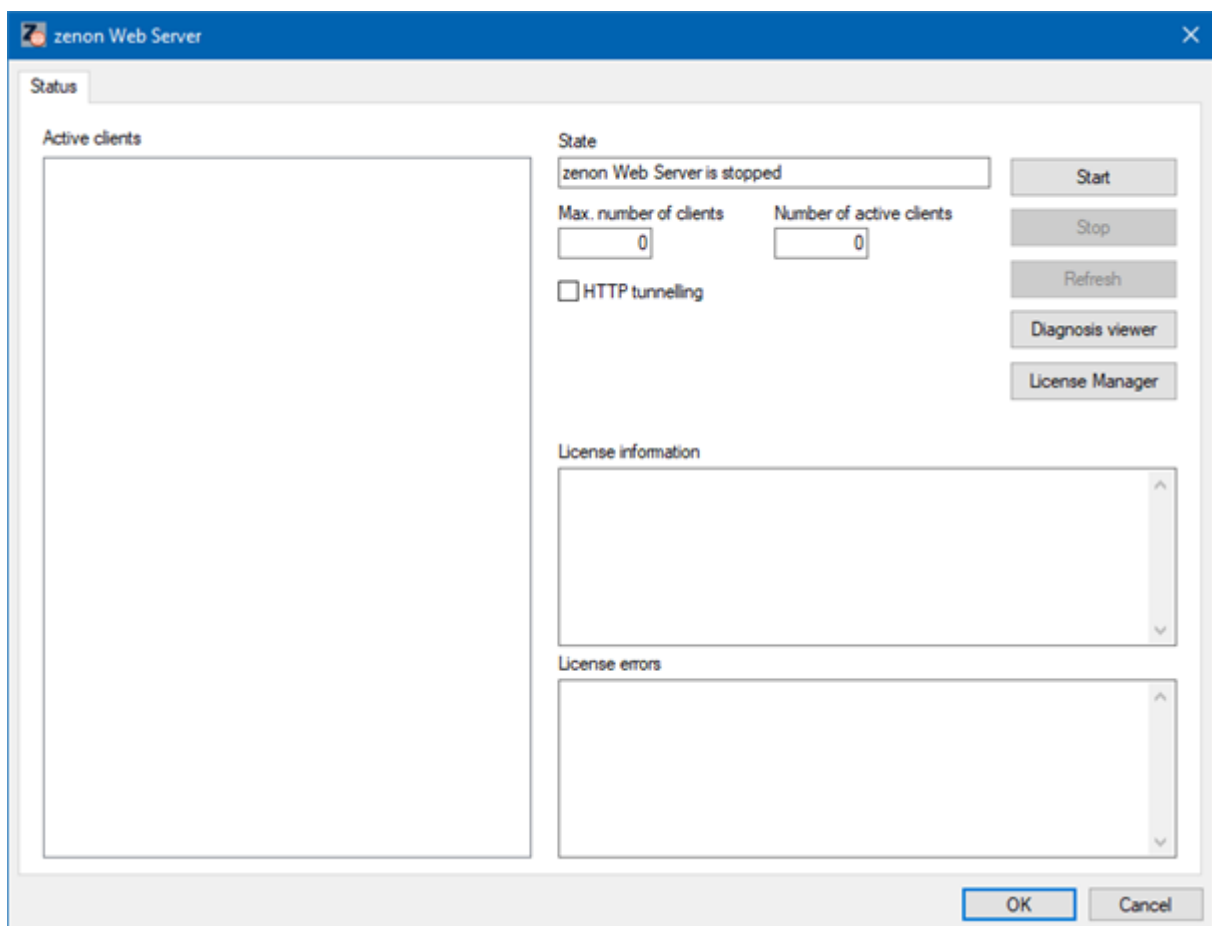 zenon Web Server
Status
Active clients
State
zenon Web Server is stopped
Start
Max. number of clients
Number of active clients
0
0
Stop
HTTP tunnelling
Refresh
Diagnosis viewer
License Manager
License information
License errors
OK
Cancel